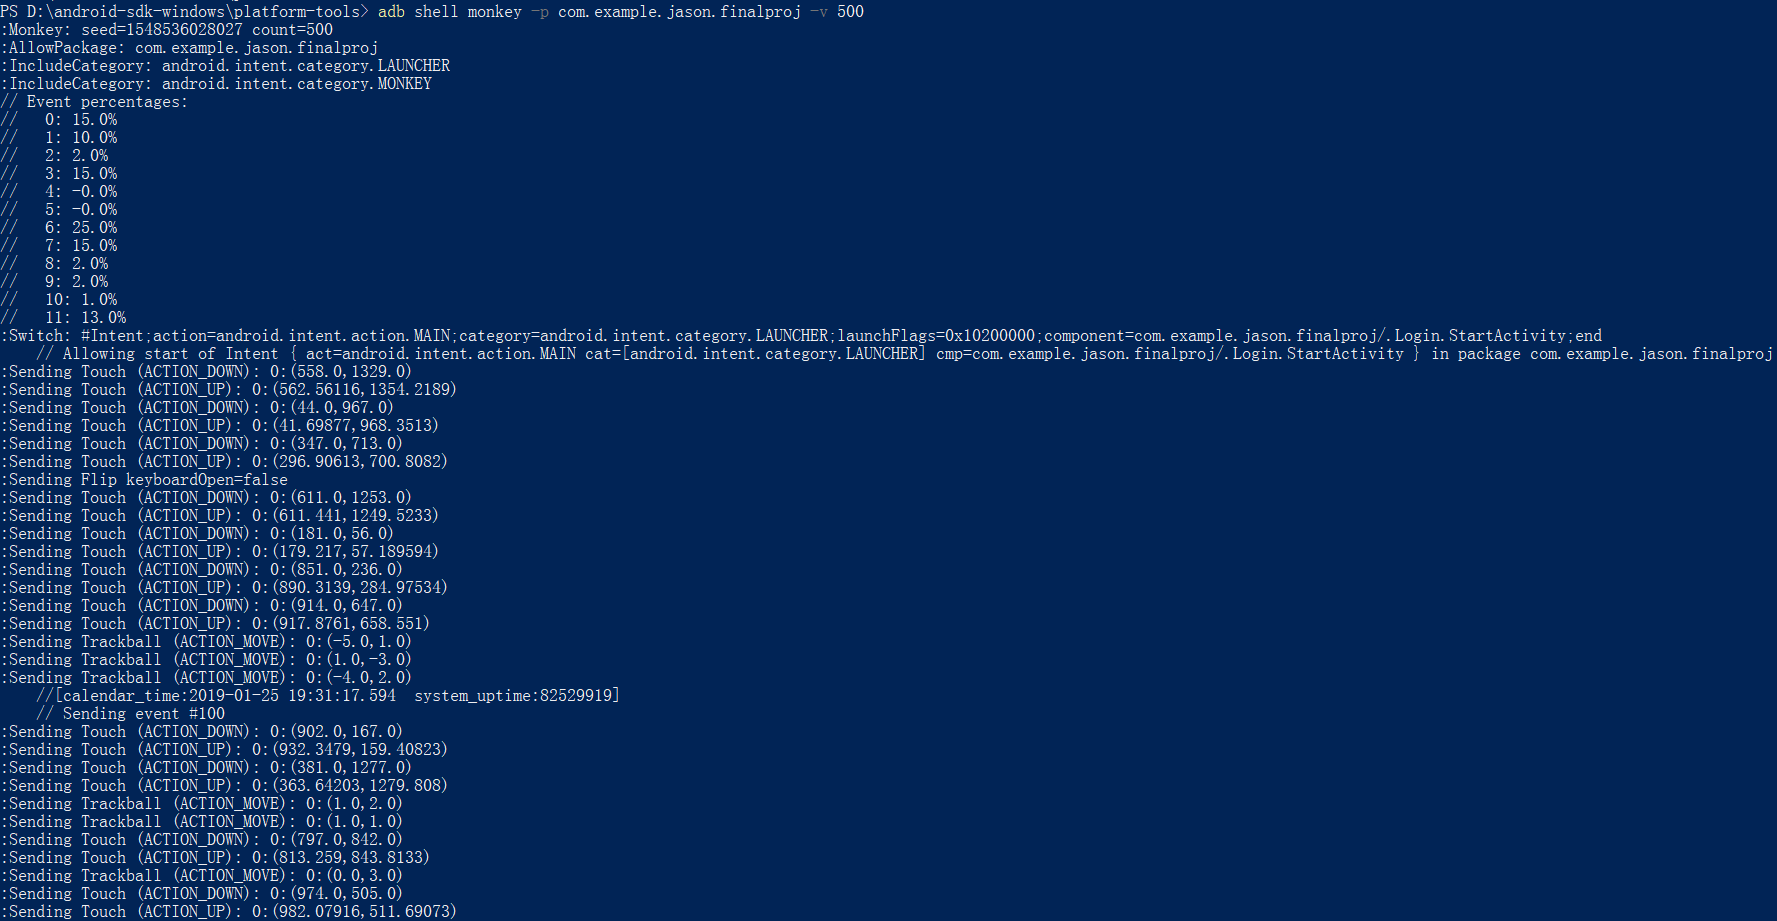 PS D:\android-sdk-windows\platform-tools> adb shell monkey -p com.example.jason.finalproj -v 500
:Monkey: seed=1548536028027 count=500
:AllowPackage: com.example.jason.finalproj
:IncludeCategory: android.intent.category.LAUNCHER
:IncludeCategory: android.intent.category.MONKEY
// Event percentages:
//   0: 15.0%
//   1: 10.0%
//   2: 2.0%
//   3: 15.0%
//   4: -0.0%
//   5: -0.0%
//   6: 25.0%
//   7: 15.0%
//   8: 2.0%
//   9: 2.0%
//   10: 1.0%
//   11: 13.0%
:Switch: #Intent;action=android.intent.action.MAIN;category=android.intent.category.LAUNCHER;launchFlags=0x10200000;component=com.example.jason.finalproj/.Login.StartActivity;end
    // Allowing start of Intent { act=android.intent.action.MAIN cat=[android.intent.category.LAUNCHER] cmp=com.example.jason.finalproj/.Login.StartActivity } in package com.example.jason.finalproj
:Sending Touch (ACTION_DOWN): 0:(558.0,1329.0)
:Sending Touch (ACTION_UP): 0:(562.56116,1354.2189)
:Sending Touch (ACTION_DOWN): 0:(44.0,967.0)
:Sending Touch (ACTION_UP): 0:(41.69877,968.3513)
:Sending Touch (ACTION_DOWN): 0:(347.0,713.0)
:Sending Touch (ACTION_UP): 0:(296.90613,700.8082)
:Sending Flip keyboardOpen=false
:Sending Touch (ACTION_DOWN): 0:(611.0,1253.0)
:Sending Touch (ACTION_UP): 0:(611.441,1249.5233)
:Sending Touch (ACTION_DOWN): 0:(181.0,56.0)
:Sending Touch (ACTION_UP): 0:(179.217,57.189594)
:Sending Touch (ACTION_DOWN): 0:(851.0,236.0)
:Sending Touch (ACTION_UP): 0:(890.3139,284.97534)
:Sending Touch (ACTION_DOWN): 0:(914.0,647.0)
:Sending Touch (ACTION_UP): 0:(917.8761,658.551)
:Sending Trackball (ACTION_MOVE): 0:(-5.0,1.0)
:Sending Trackball (ACTION_MOVE): 0:(1.0,-3.0)
:Sending Trackball (ACTION_MOVE): 0:(-4.0,2.0)
    //[calendar_time:2019-01-25 19:31:17.594  system_uptime:82529919]
    // Sending event #100
:Sending Touch (ACTION_DOWN): 0:(902.0,167.0)
:Sending Touch (ACTION_UP): 0:(932.3479,159.40823)
:Sending Touch (ACTION_DOWN): 0:(381.0,1277.0)
:Sending Touch (ACTION_UP): 0:(363.64203,1279.808)
:Sending Trackball (ACTION_MOVE): 0:(1.0,2.0)
:Sending Trackball (ACTION_MOVE): 0:(1.0,1.0)
:Sending Touch (ACTION_DOWN): 0:(797.0,842.0)
:Sending Touch (ACTION_UP): 0:(813.259,843.8133)
:Sending Trackball (ACTION_MOVE): 0:(0.0,3.0)
:Sending Touch (ACTION_DOWN): 0:(974.0,505.0)
:Sending Touch (ACTION_UP): 0:(982.07916,511.69073)